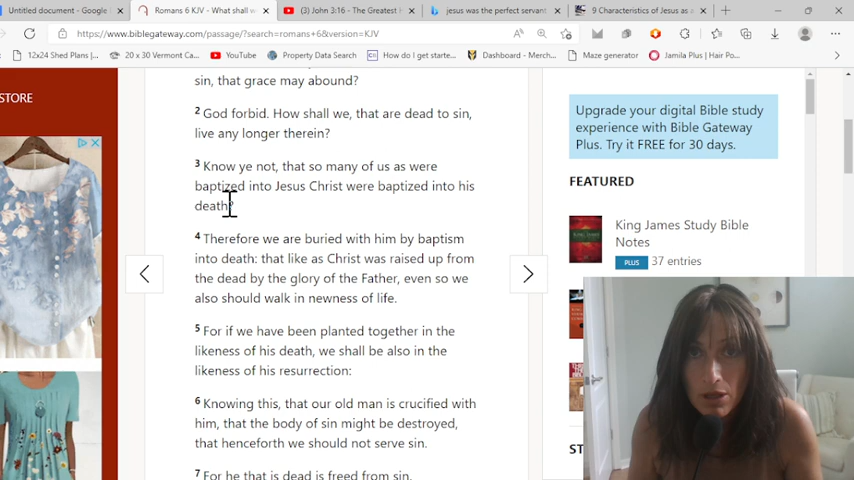 Untitled document - Google
Romans 6 KJV - What shall w
(3) John 3:16 - The Greatest H
jesus was the perfect servant
9 Characteristics of Jesus as a
https://www.biblegateway.com/passage/?search=romans+6&version=KJV
12x24 Shed Plans |...
20 x 30 Vermont Ca...
YouTube
Property Data Search
How do I get starte...
Dashboard – Merch...
Maze generator
Jamila Plus | Hair Po...
STORE
sin, that grace may abound?
2 God forbid. How shall we, that are dead to sin,
live any longer therein?
3 Know ye not, that so many of us as were
baptized into Jesus Christ were baptized into his
death?
4 Therefore we are buried with him by baptism
into death: that like as Christ was raised up from
the dead by the glory of the Father, even so we
also should walk in newness of life.
5 For if we have been planted together in the
likeness of his death, we shall be also in the
likeness of his resurrection:
6 Knowing this, that our old man is crucified with
him, that the body of sin might be destroyed,
that henceforth we should not serve sin.
7 For he that is dead is freed from sin.
Upgrade your digital Bible study
experience with Bible Gateway
Plus. Try it FREE for 30 days.
FEATURED
King James Study Bible
Notes
PLUS 37 entries
ST